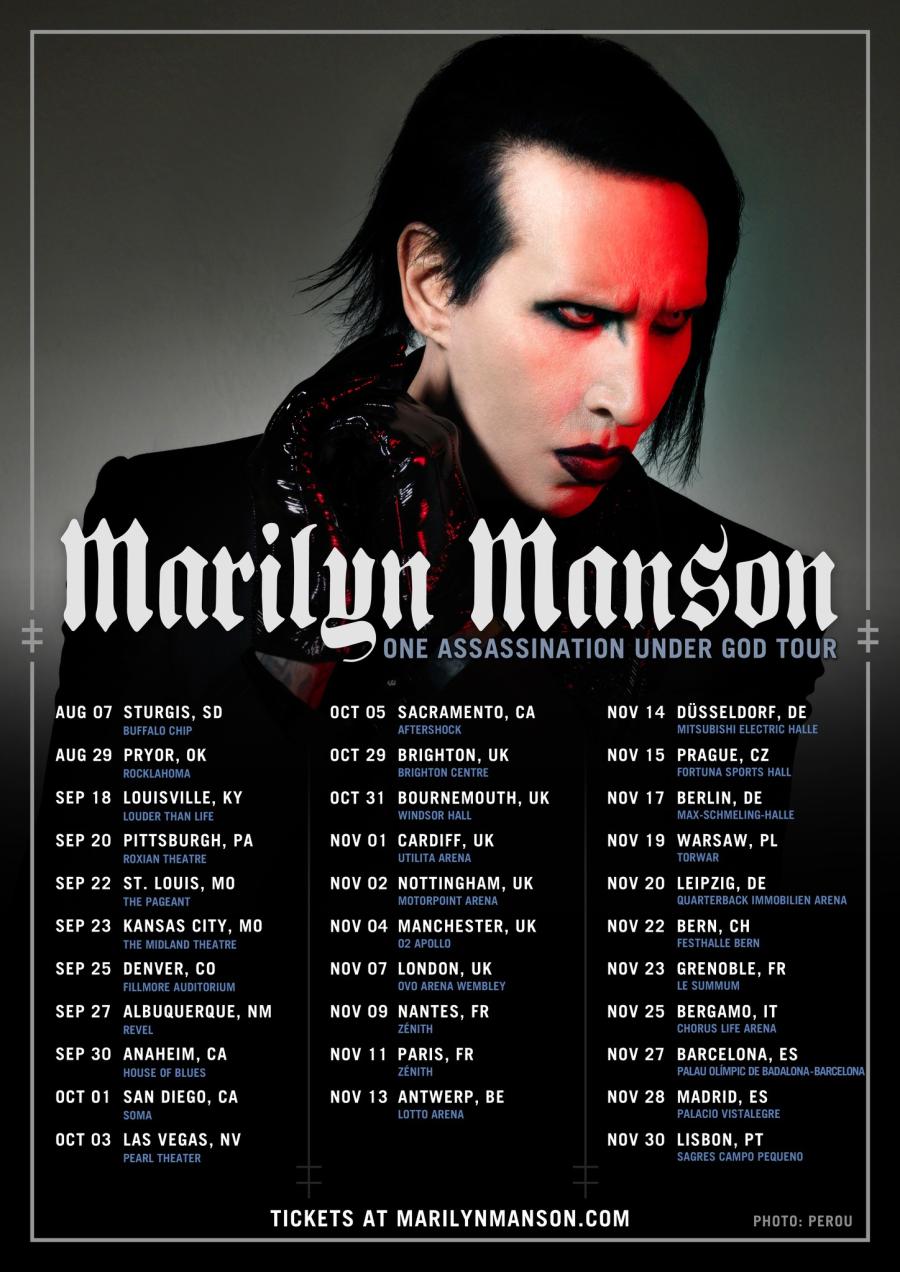 Marilyn Manson
ONE ASSASSINATION UNDER GOD TOUR
AUG 07 STURGIS, SD
BUFFALO CHIP
AUG 29 PRYOR, OK
ROCKLAHOMA
SEP 18 LOUISVILLE, KY
LOUDER THAN LIFE
SEP 20 PITTSBURGH, PA
ROXIAN THEATRE
SEP 22 ST. LOUIS, MO
THE PAGEANT
SEP 23 KANSAS CITY, MO
THE MIDLAND THEATRE
SEP 25 DENVER, CO
FILLMORE AUDITORIUM
SEP 27 ALBUQUERQUE, NM
REVEL
SEP 30 ANAHEIM, CA
HOUSE OF BLUES
OCT 01 SAN DIEGO, CA
SOMA
OCT 03 LAS VEGAS, NV
PEARL THEATER
OCT 05 SACRAMENTO, CA
AFTERSHOCK
OCT 29 BRIGHTON, UK
BRIGHTON CENTRE
OCT 31 BOURNEMOUTH, UK
WINDSOR HALL
NOV 01 CARDIFF, UK
UTILITA ARENA
NOV 02 NOTTINGHAM, UK
MOTORPOINT ARENA
NOV 04 MANCHESTER, UK
O2 APOLLO
NOV 07 LONDON, UK
OVO ARENA WEMBLEY
NOV 09 NANTES, FR
ZÉNITH
NOV 11 PARIS, FR
ZÉNITH
NOV 13 ANTWERP, BE
LOTTO ARENA
NOV 14 DÜSSELDORF, DE
MITSUBISHI ELECTRIC HALLE
NOV 15 PRAGUE, CZ
FORTUNA SPORTS HALL
NOV 17 BERLIN, DE
MAX-SCHMELING-HALLE
NOV 19 WARSAW, PL
TORWAR
NOV 20 LEIPZIG, DE
QUARTERBACK IMMOBILIEN ARENA
NOV 22 BERN, CH
FESTHALLE BERN
NOV 23 GRENOBLE, FR
LE SUMMUM
NOV 25 BERGAMO, IT
CHORUS LIFE ARENA
NOV 27 BARCELONA, ES
PALAU OLÍMPIC DE BADALONA-BARCELONA
NOV 28 MADRID, ES
PALACIO VISTALEGRE
NOV 30 LISBON, PT
SAGRES CAMPO PEQUENO
TICKETS AT MARILYNMANSON.COM
PHOTO: PEROU